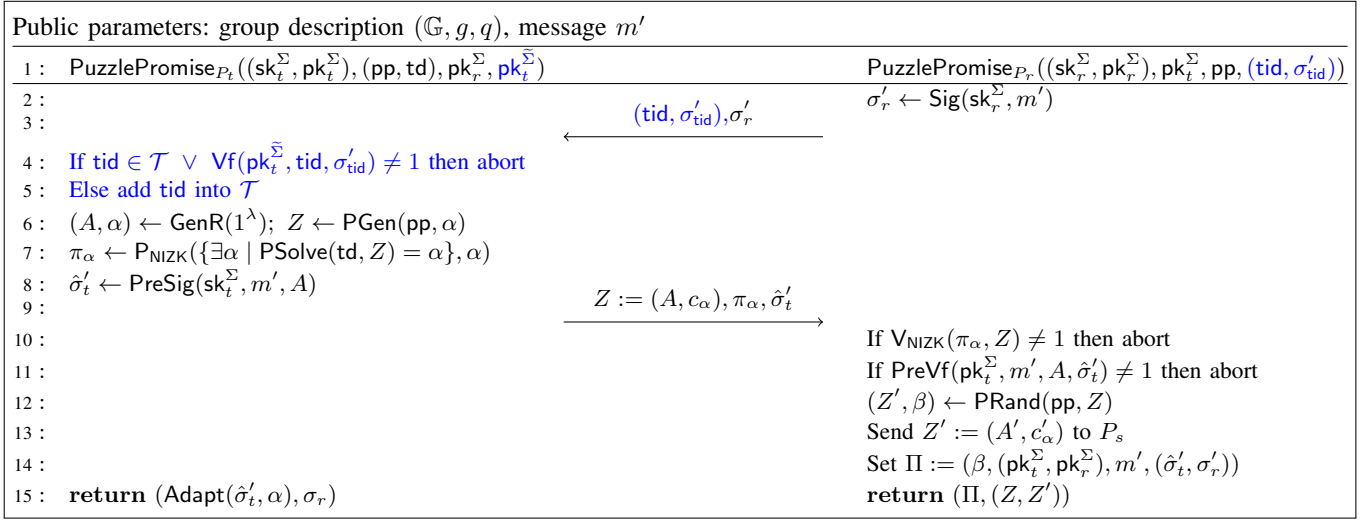 Public parameters: group description (𝔾, g, q), message m′
1 : PuzzlePromise_{P_t}((sk_t^Σ, pk_t^Σ), (pp, td), pk_r^Σ, pk_t^{Σ̃}) PuzzlePromise_{P_r}((sk_r^Σ, pk_r^Σ), pk_t^Σ, pp, (tid, σ′_tid))
2 : σ′_r ← Sig(sk_r^Σ, m′)
3 : (tid, σ′_tid),σ′_r
4 : If tid ∈ 𝒯 ∨ Vf(pk_t^{Σ̃}, tid, σ′_tid) ≠ 1 then abort
5 : Else add tid into 𝒯
6 : (A, α) ← GenR(1^λ); Z ← PGen(pp, α)
7 : π_α ← P_NIZK({∃α | PSolve(td, Z) = α}, α)
8 : σ̂′_t ← PreSig(sk_t^Σ, m′, A)
9 : Z := (A, c_α), π_α, σ̂′_t
10 : If V_NIZK(π_α, Z) ≠ 1 then abort
11 : If PreVf(pk_t^Σ, m′, A, σ̂′_t) ≠ 1 then abort
12 : (Z′, β) ← PRand(pp, Z)
13 : Send Z′ := (A′, c′_α) to P_s
14 : Set Π := (β, (pk_t^Σ, pk_r^Σ), m′, (σ̂′_t, σ′_r))
15 : return (Adapt(σ̂′_t, α), σ_r) return (Π, (Z, Z′))